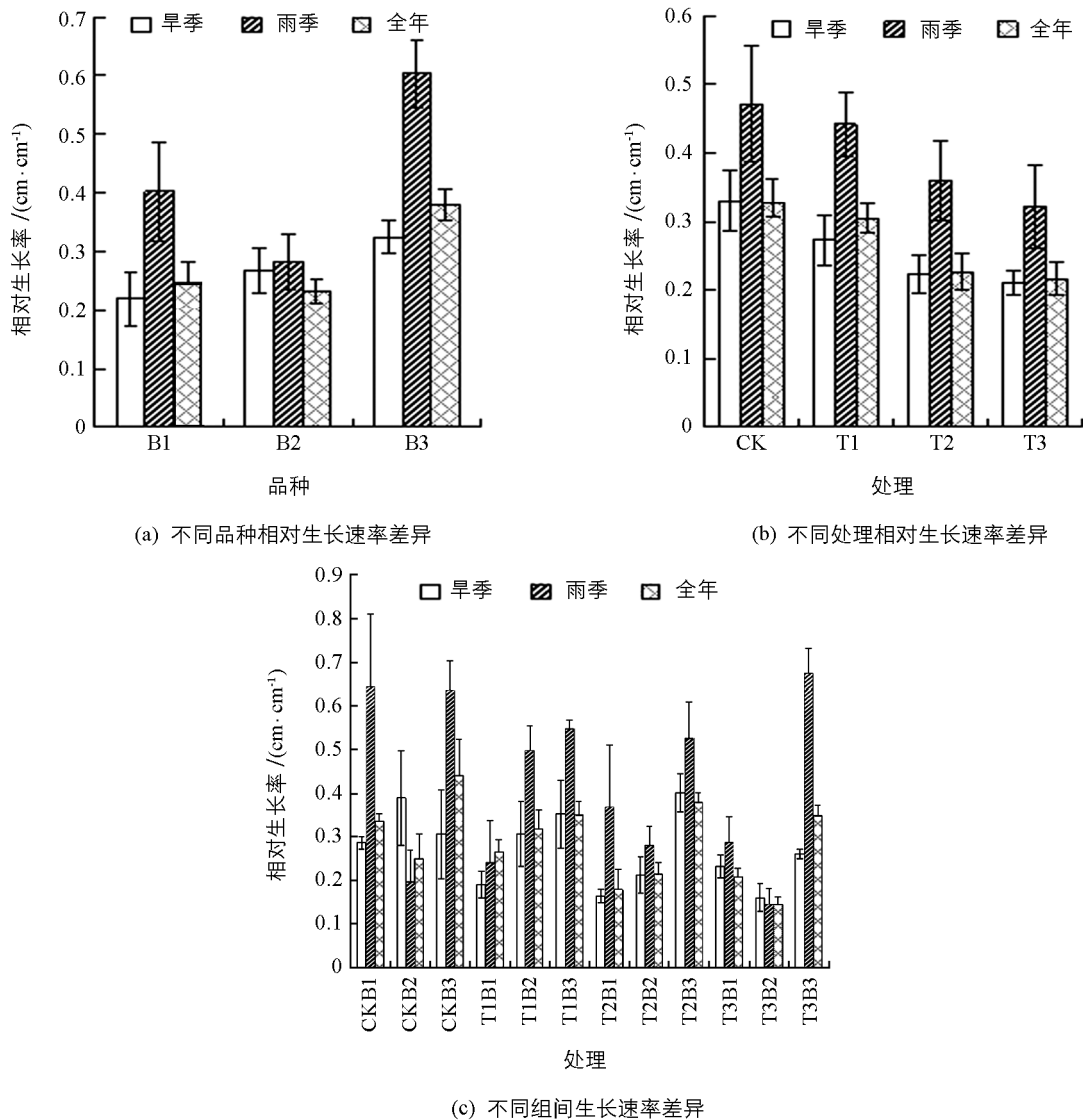 0.7
0.6
0.5
0.4
0.3
0.2
0.1
0
相对生长率/(cm·cm⁻¹)
旱季 雨季 全年
B1 B2 B3
品种
(a) 不同品种相对生长速率差异
0.6
0.5
0.4
0.3
0.2
0.1
0
相对生长率/(cm·cm⁻¹)
旱季 雨季 全年
CK T1 T2 T3
处理
(b) 不同处理相对生长速率差异
0.9
0.8
0.7
0.6
0.5
0.4
0.3
0.2
0.1
0
相对生长率/(cm·cm⁻¹)
旱季 雨季 全年
CKB1 CKB2 CKB3 T1B1 T1B2 T1B3 T2B1 T2B2 T2B3 T3B1 T3B2 T3B3
处理
(c) 不同组间生长速率差异